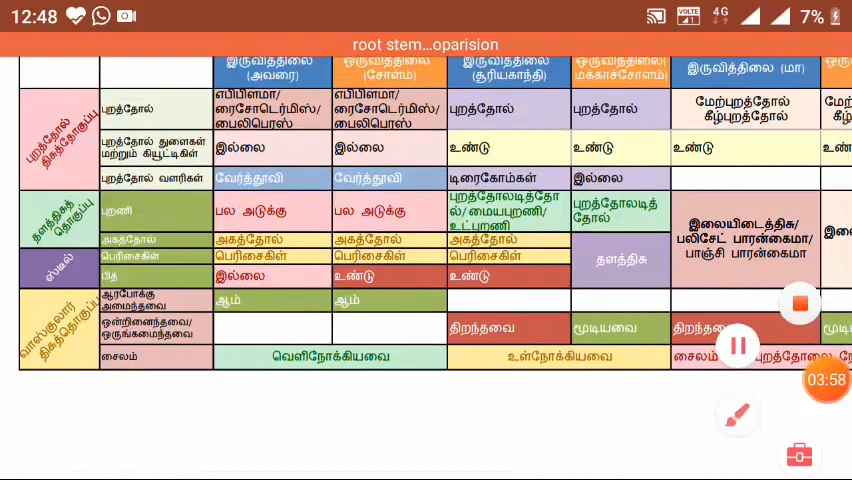 12:48
VOLTE
4G
7%
root stem...oparision
இருவித்திலை
(அவரை)
ஒருவித்திலை
(சோளம்)
இருவித்திலை
(சூரியகாந்தி)
ஒருவித்திலை(
மக்காச்சோளம்)
இருவித்திலை (மா)
புறத்தோல்
திசுத்தொகுப்பு
புறத்தோல்
எபிபிளமா/
ரைசோடெர்மிஸ்/
பைலிபெரஸ்
எபிபிளமா/
ரைசோடெர்மிஸ்/
பைலிபெரஸ்
புறத்தோல்
புறத்தோல்
மேற்புறத்தோல்
கீழ்புறத்தோல்
புறத்தோல் துளைகள்
மற்றும் கியூட்டிகிள்
இல்லை
இல்லை
உண்டு
உண்டு
உண்டு
புறத்தோல் வளரிகள்
வேர்த்தூவி
வேர்த்தூவி
டிரைகோம்கள்
இல்லை
தளத்திசுத்
தொகுப்பு
புறணி
பல அடுக்கு
பல அடுக்கு
புறத்தோலடித்தோ
ல்/ மையபுறணி/
உட்புறணி
புறத்தோலடித்
தோல்
இலையிடைத்திசு/
பலிசேட் பாரன்கைமா/
பாஞ்சி பாரன்கைமா
அகத்தோல்
அகத்தோல்
அகத்தோல்
அகத்தோல்
தளத்திசு
ஸ்டீல்
பெரிசைகிள்
பெரிசைகிள்
பெரிசைகிள்
பெரிசைகிள்
பித்
இல்லை
உண்டு
உண்டு
வாஸ்குலார்
திசுத்தொகுப்பு
ஆரபோக்கு
அமைந்தவை
ஆம்
ஆம்
ஒன்றினைந்தவை/
ஒருங்கமைந்தவை
திறந்தவை
மூடியவை
சைலம்
வெளிநோக்கியவை
உள்நோக்கியவை
சைலம்
03:58